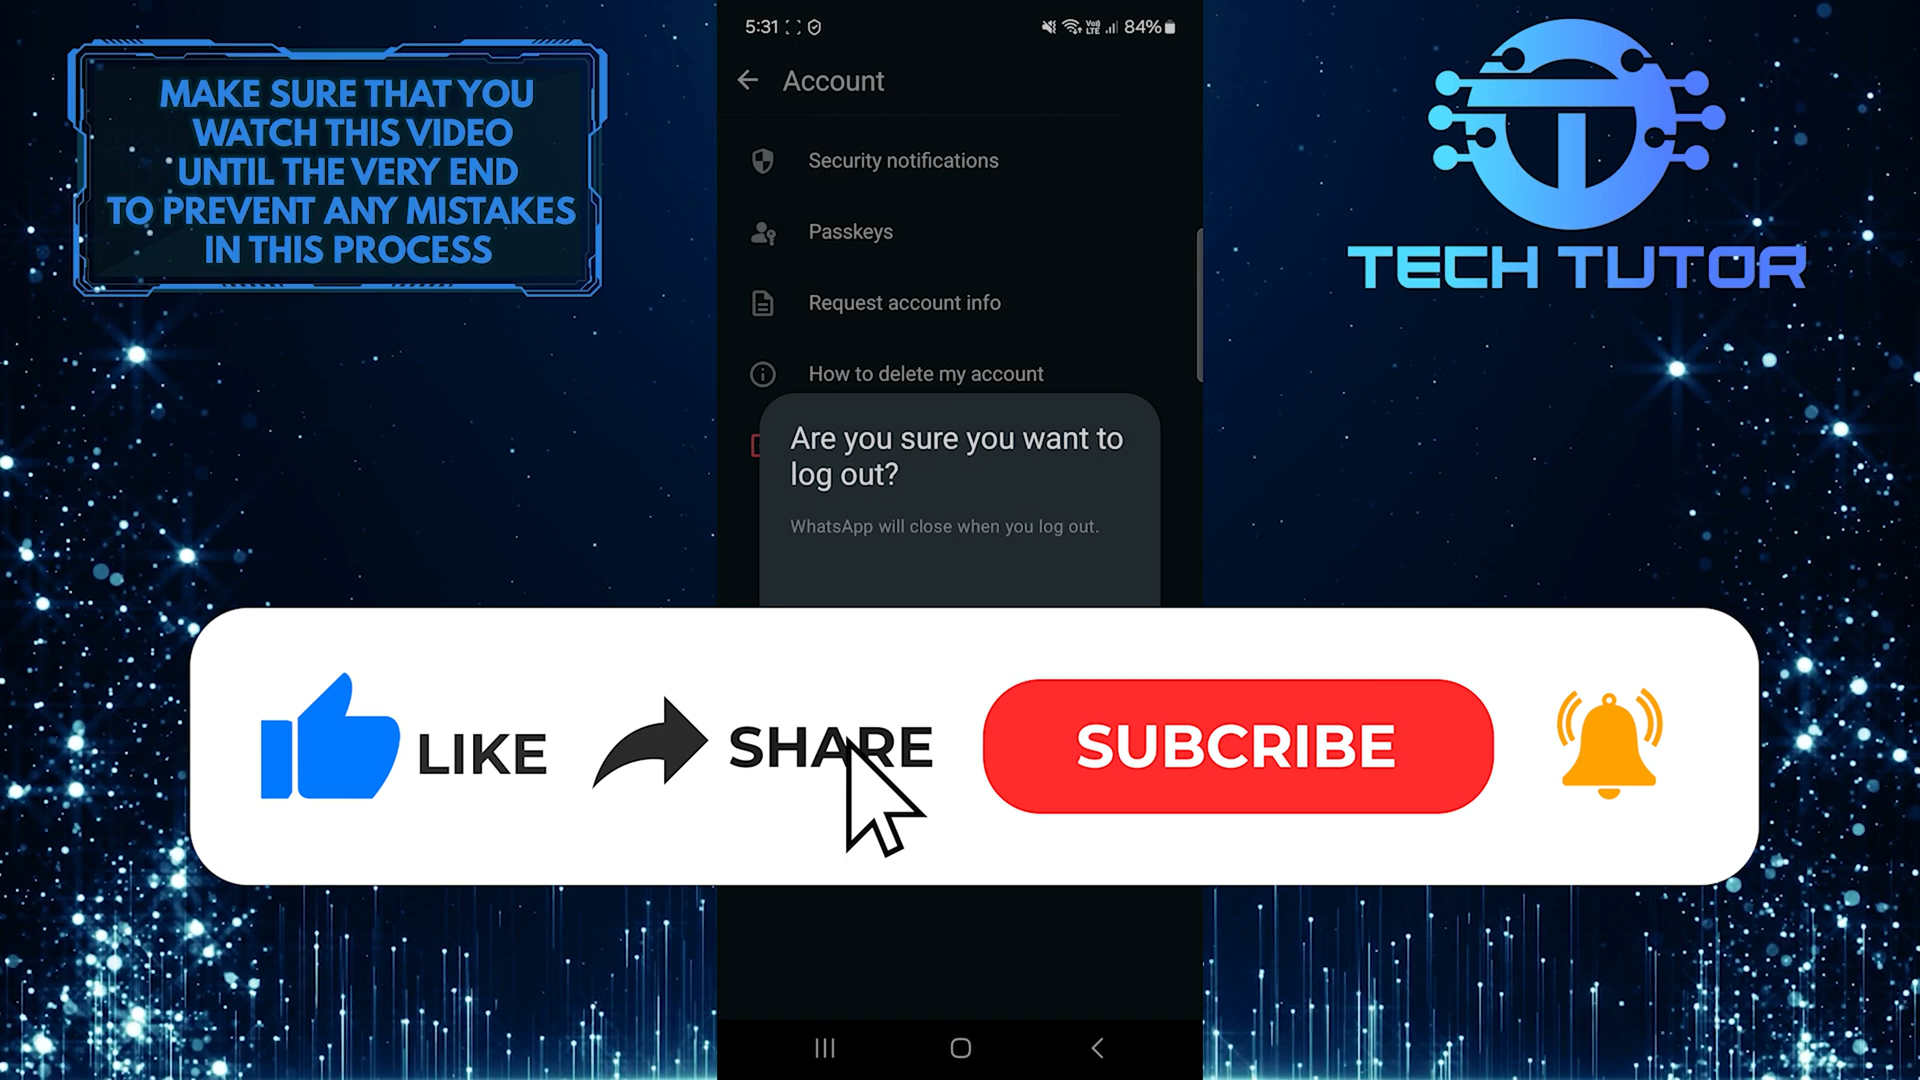 MAKE SURE THAT YOU
WATCH THIS VIDEO
UNTIL THE VERY END
TO PREVENT ANY MISTAKES
IN THIS PROCESS
5:31
Vo)) LTE 84%
Account
Security notifications
Passkeys
Request account info
How to delete my account
Are you sure you want to
log out?
WhatsApp will close when you log out.
TECH TUTOR
LIKE
SHARE
SUBCRIBE